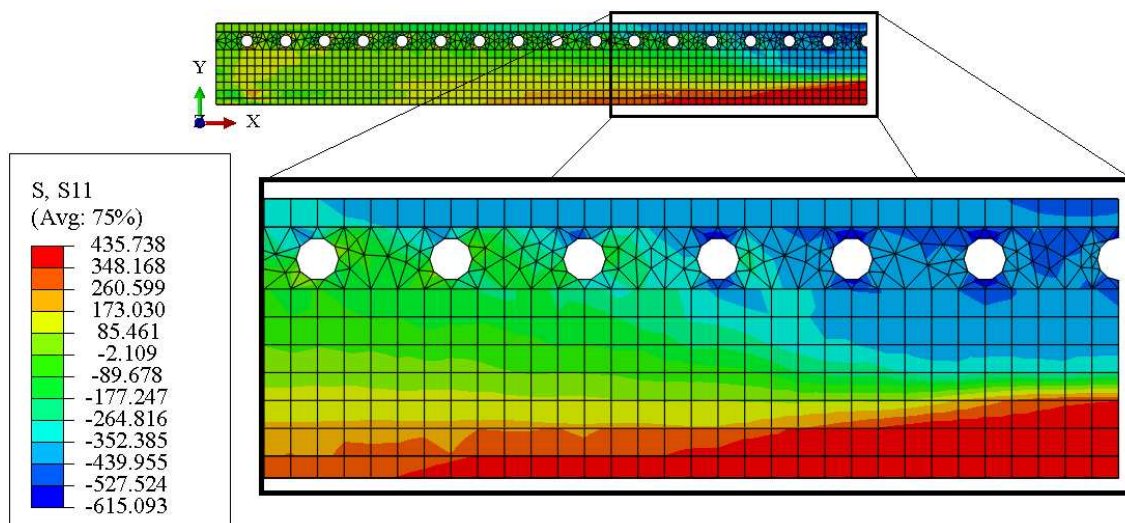 Y
Z
X
S, S11
(Avg: 75%)
435.738
348.168
260.599
173.030
85.461
-2.109
-89.678
-177.247
-264.816
-352.385
-439.955
-527.524
-615.093